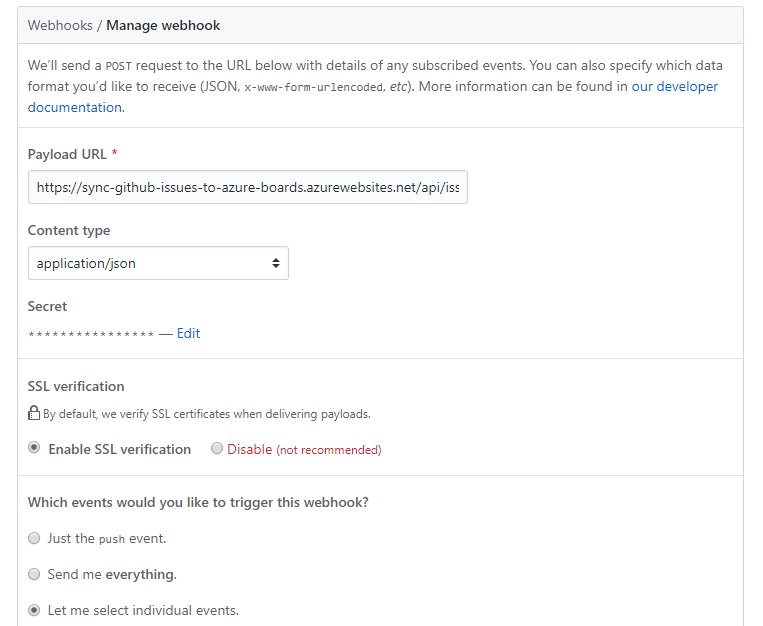 Webhooks / Manage webhook
We’ll send a POST request to the URL below with details of any subscribed events. You can also specify which data
format you’d like to receive (JSON, x-www-form-urlencoded, etc). More information can be found in our developer
documentation.
Payload URL *
https://sync-github-issues-to-azure-boards.azurewebsites.net/api/iss
Content type
application/json
Secret
**************** — Edit
SSL verification
By default, we verify SSL certificates when delivering payloads.
Enable SSL verification Disable (not recommended)
Which events would you like to trigger this webhook?
Just the push event.
Send me everything.
Let me select individual events.